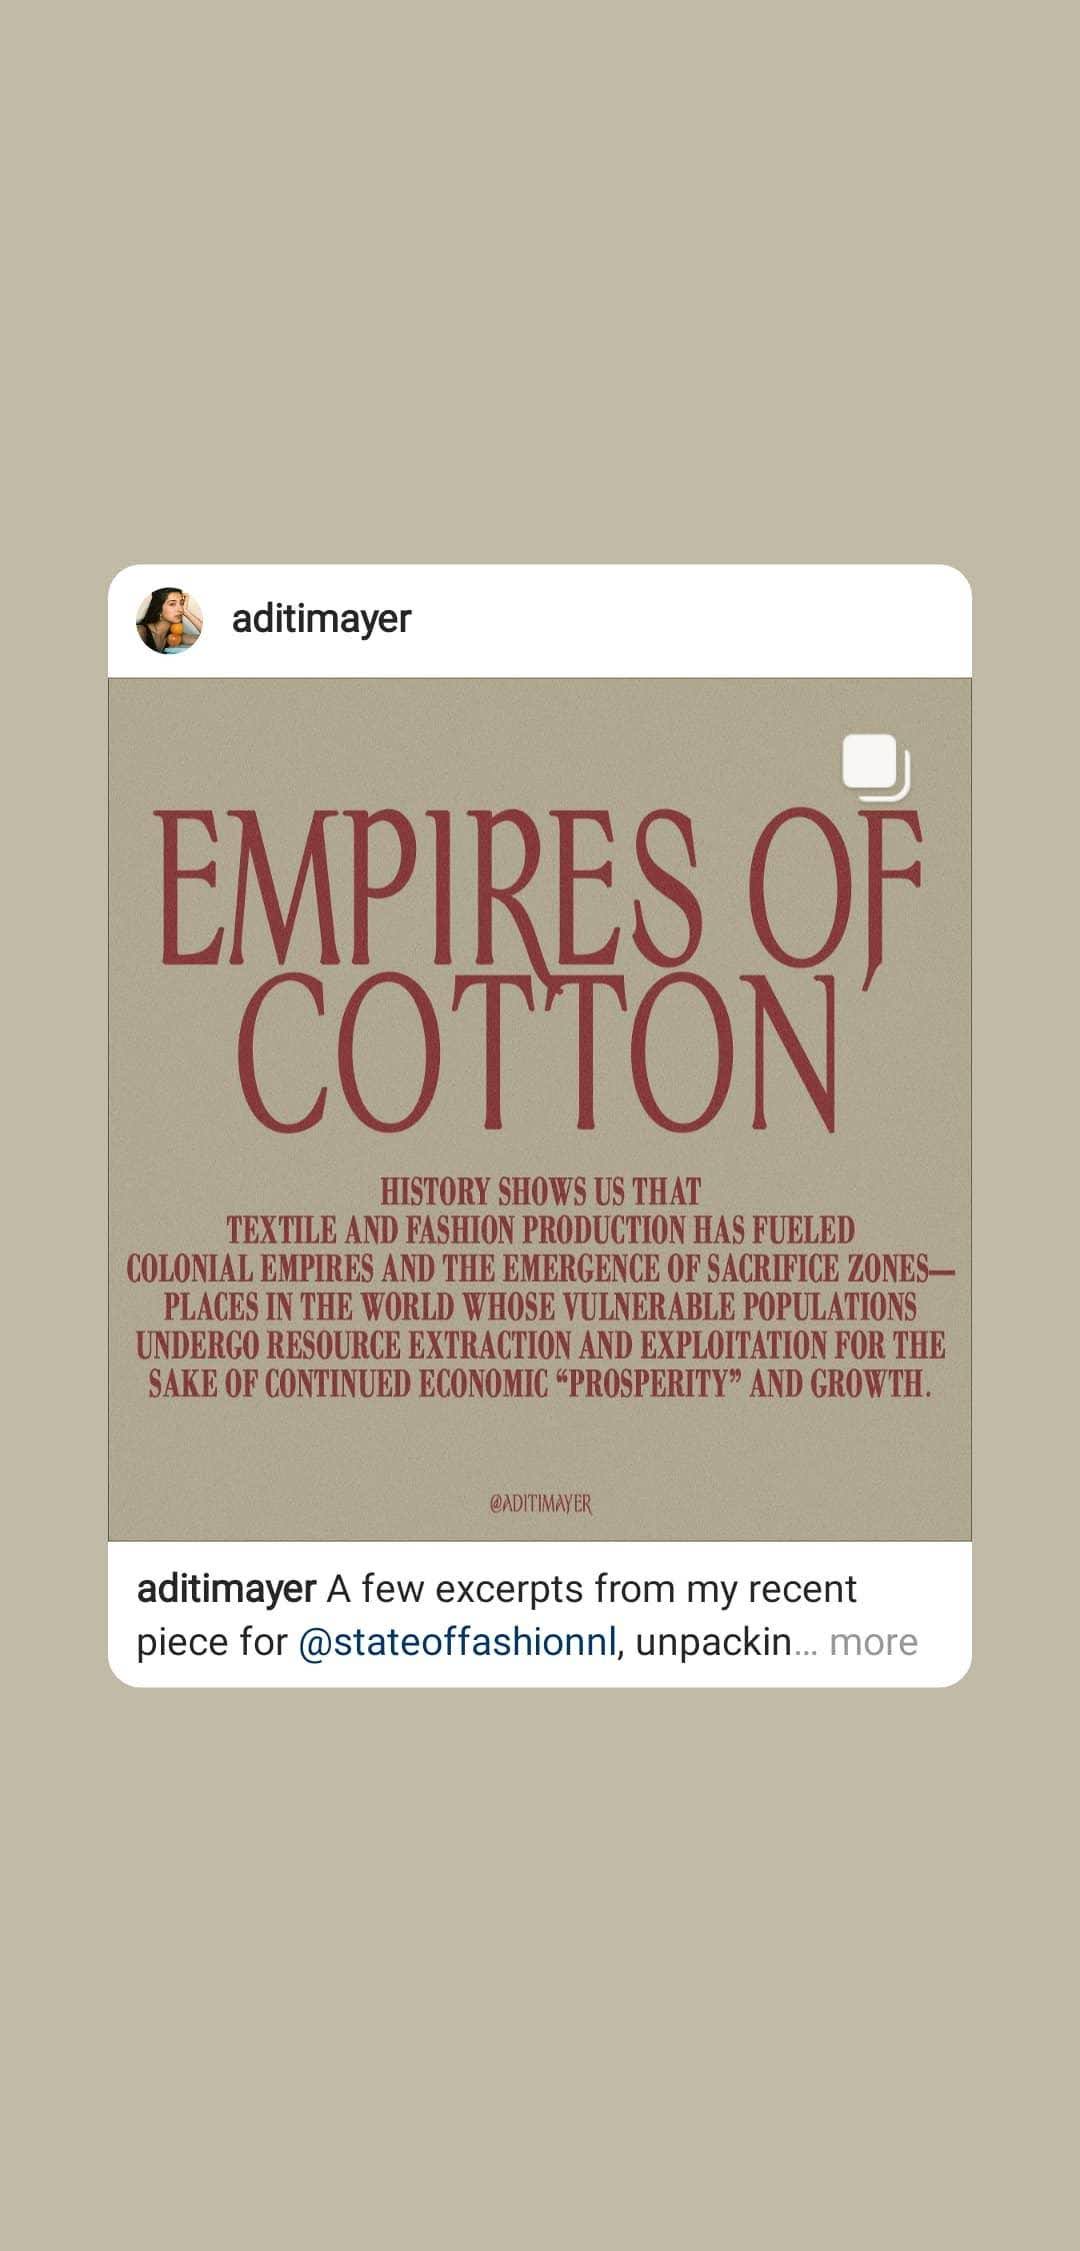 aditimayer
EMPIRES OF
COTTON
HISTORY SHOWS US THAT
TEXTILE AND FASHION PRODUCTION HAS FUELED
COLONIAL EMPIRES AND THE EMERGENCE OF SACRIFICE ZONES—
PLACES IN THE WORLD WHOSE VULNERABLE POPULATIONS
UNDERGO RESOURCE EXTRACTION AND EXPLOITATION FOR THE
SAKE OF CONTINUED ECONOMIC “PROSPERITY” AND GROWTH.
@ADITIMAYER
aditimayer A few excerpts from my recent
piece for @stateoffashionnl, unpackin... more